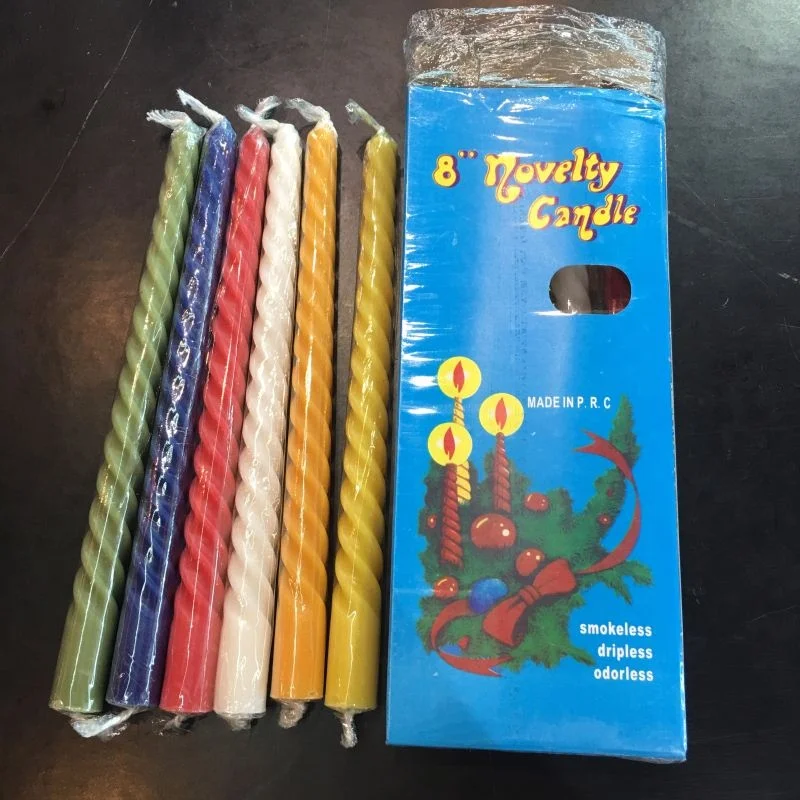 8" Novelty
Candle
MADE IN P. R. C
smokeless
dripless
odorless